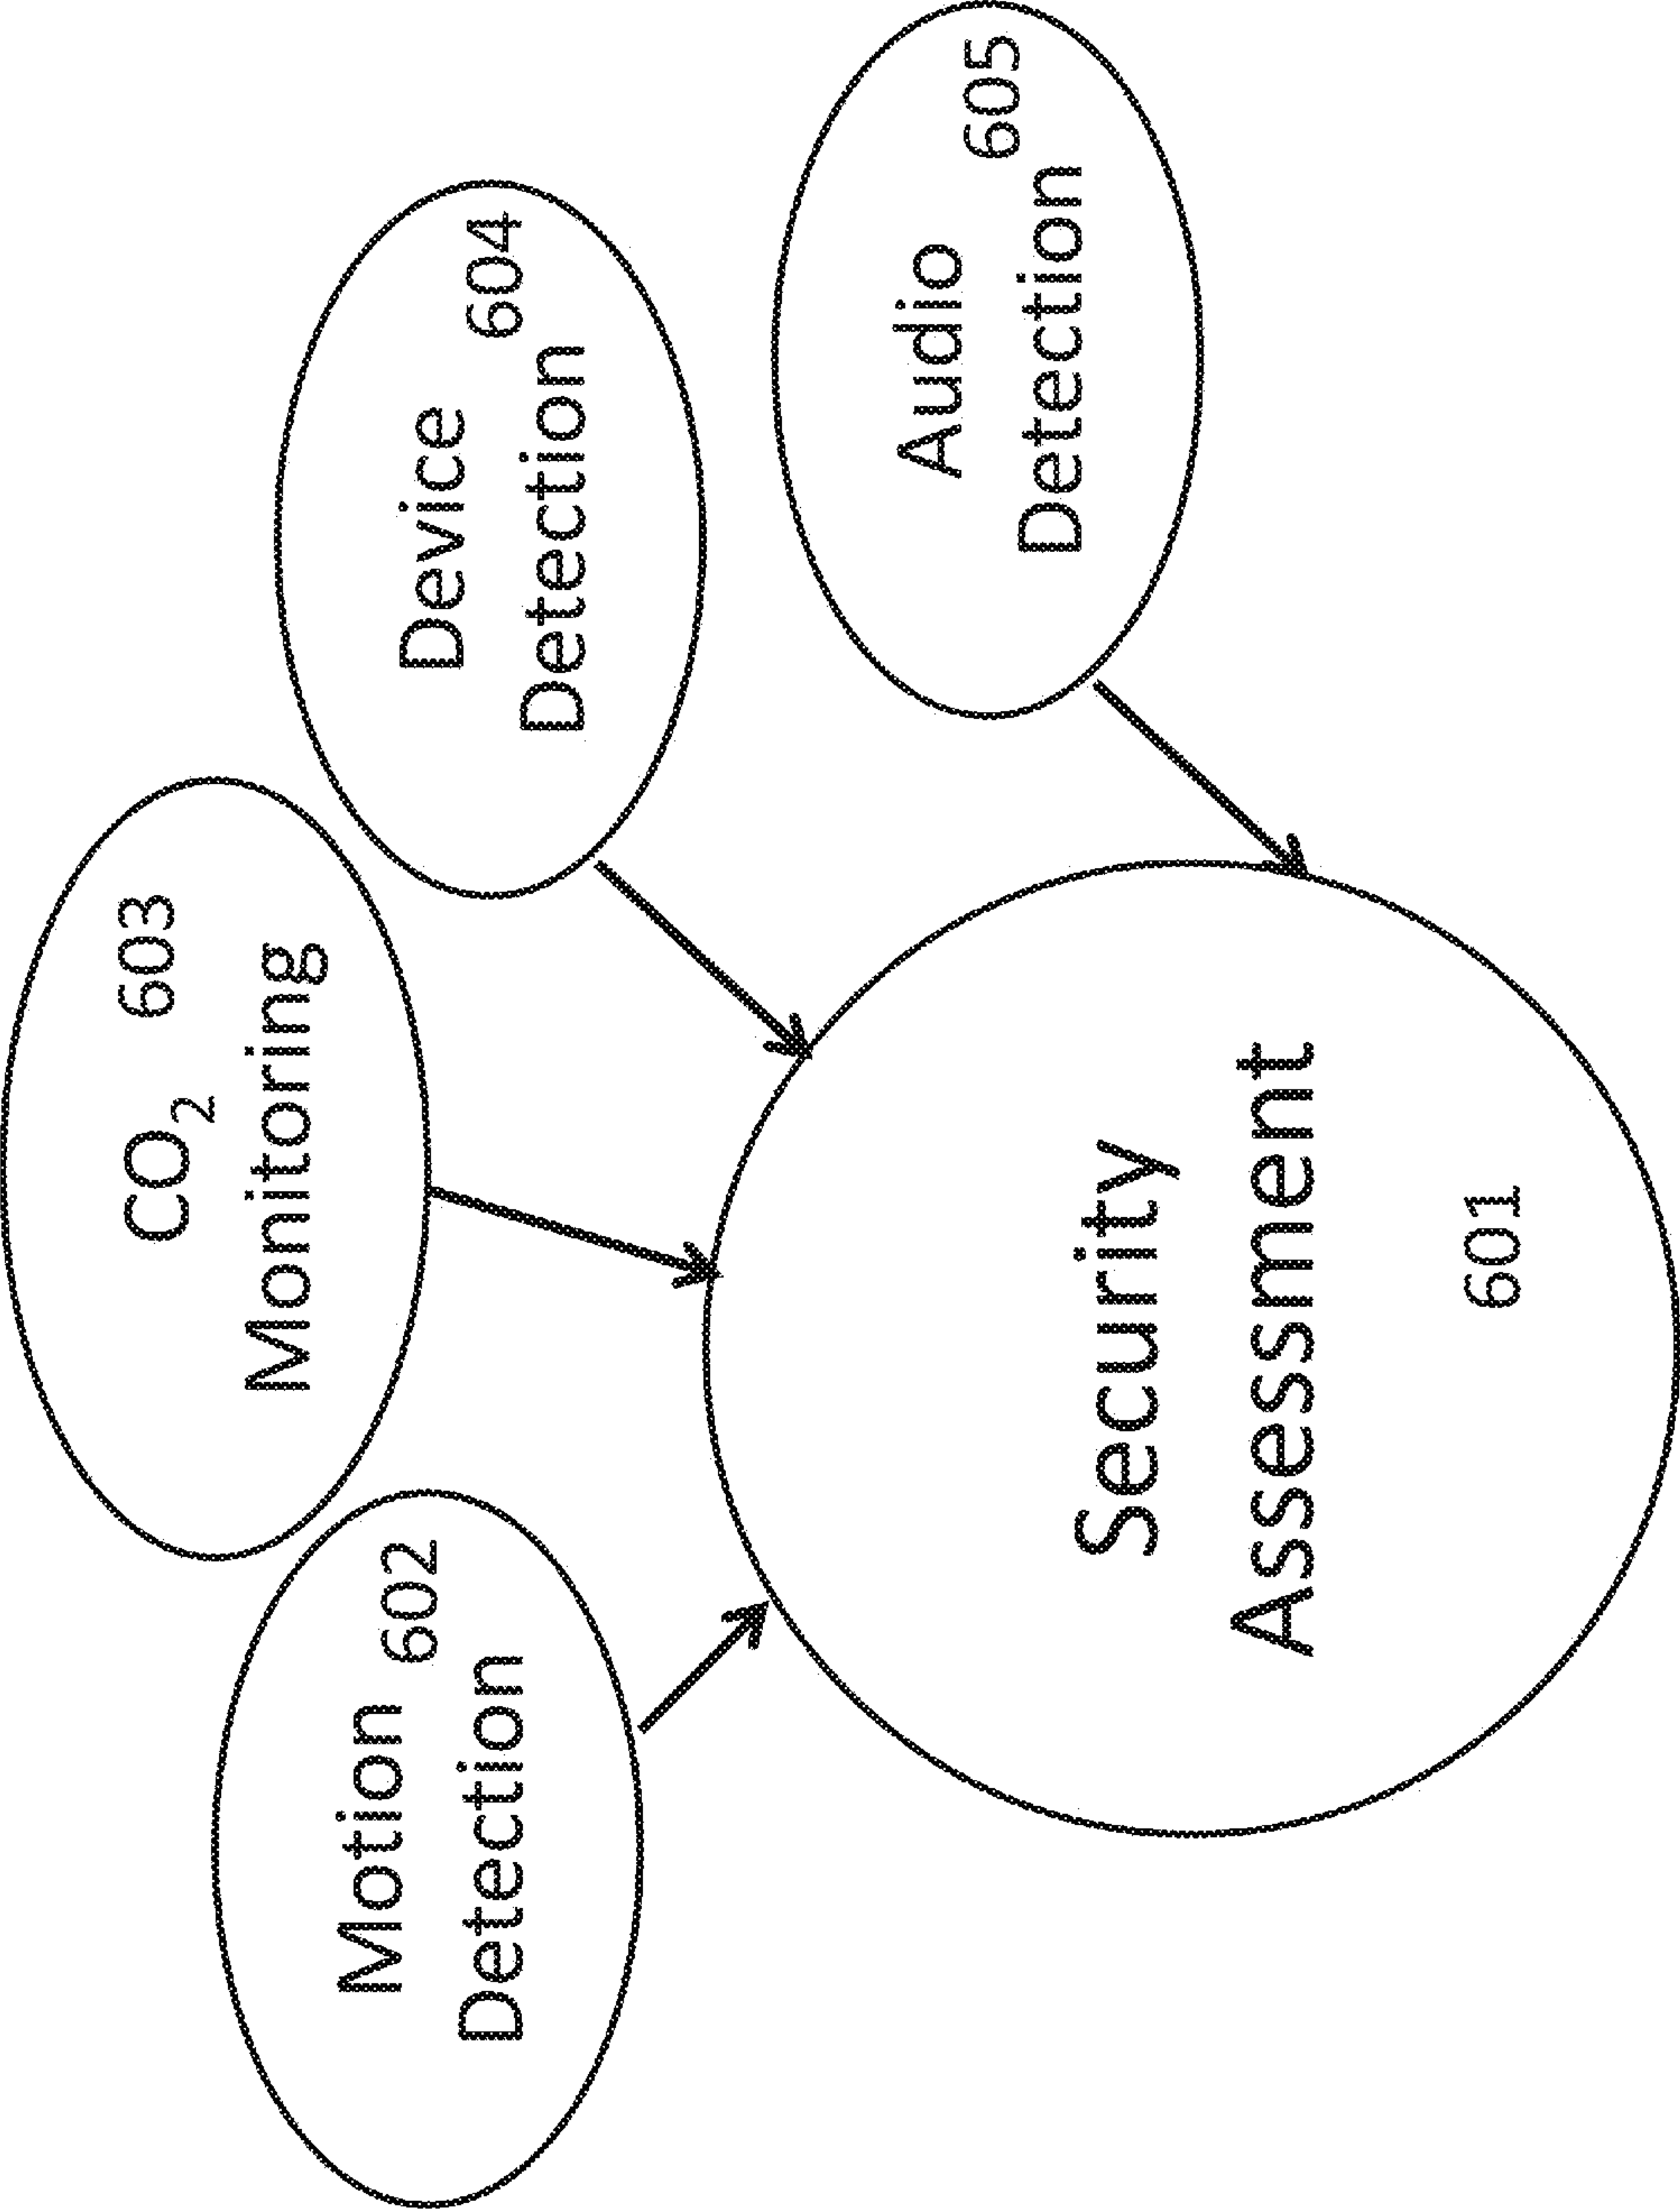 Motion 602
Detection
CO₂ 603
Monitoring
Device
604
Detection
Audio
605
Detection
Security
Assessment
601